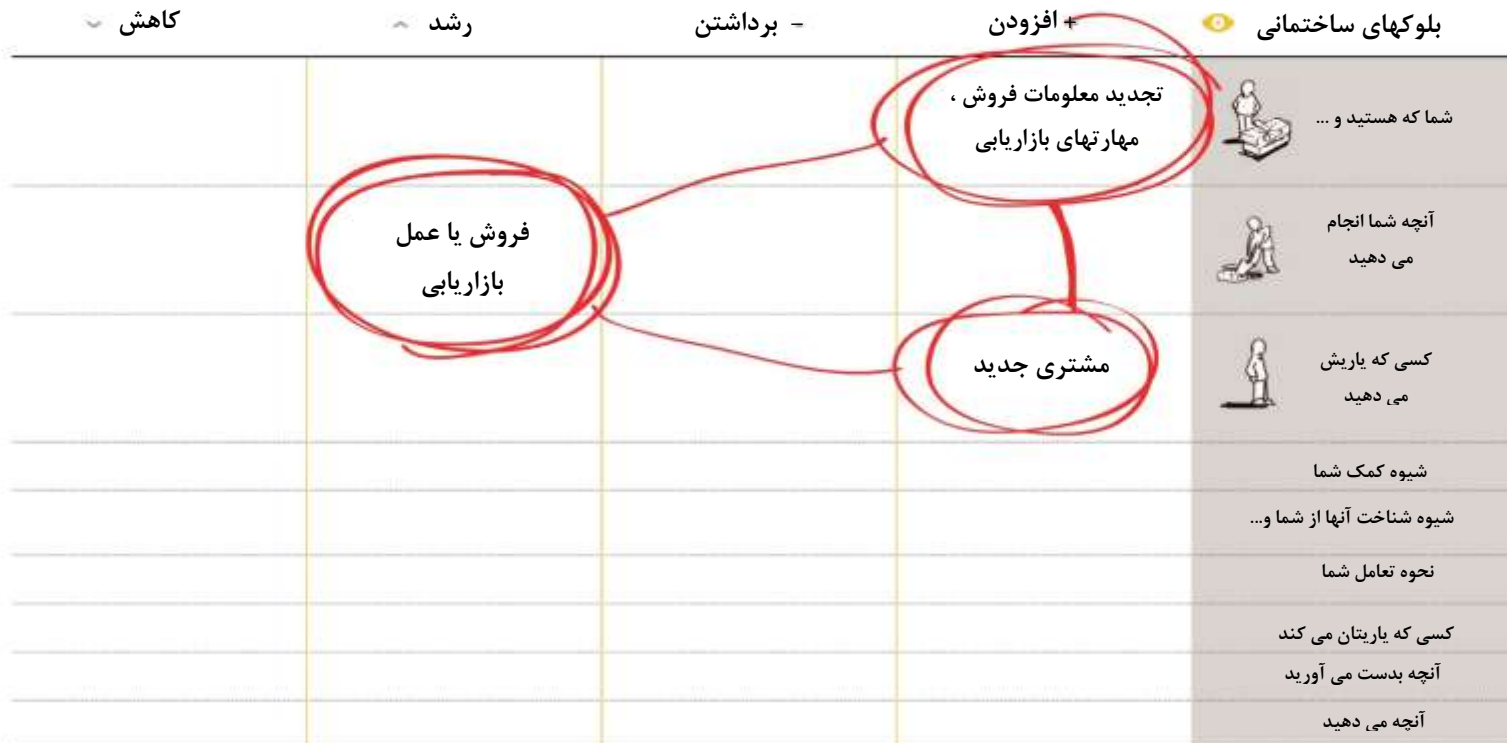 بلوکهای ساختمانی
+ افزودن
- برداشتن
رشد
کاهش
شما که هستید و ...
تجدید معلومات فروش ،
مهارتهای بازاریابی
آنچه شما انجام
می دهید
فروش یا عمل
بازاریابی
کسی که یاریش
می دهید
مشتری جدید
شیوه کمک شما
شیوه شناخت آنها از شما و...
نحوه تعامل شما
کسی که یاریتان می کند
آنچه بدست می آورید
آنچه می دهید